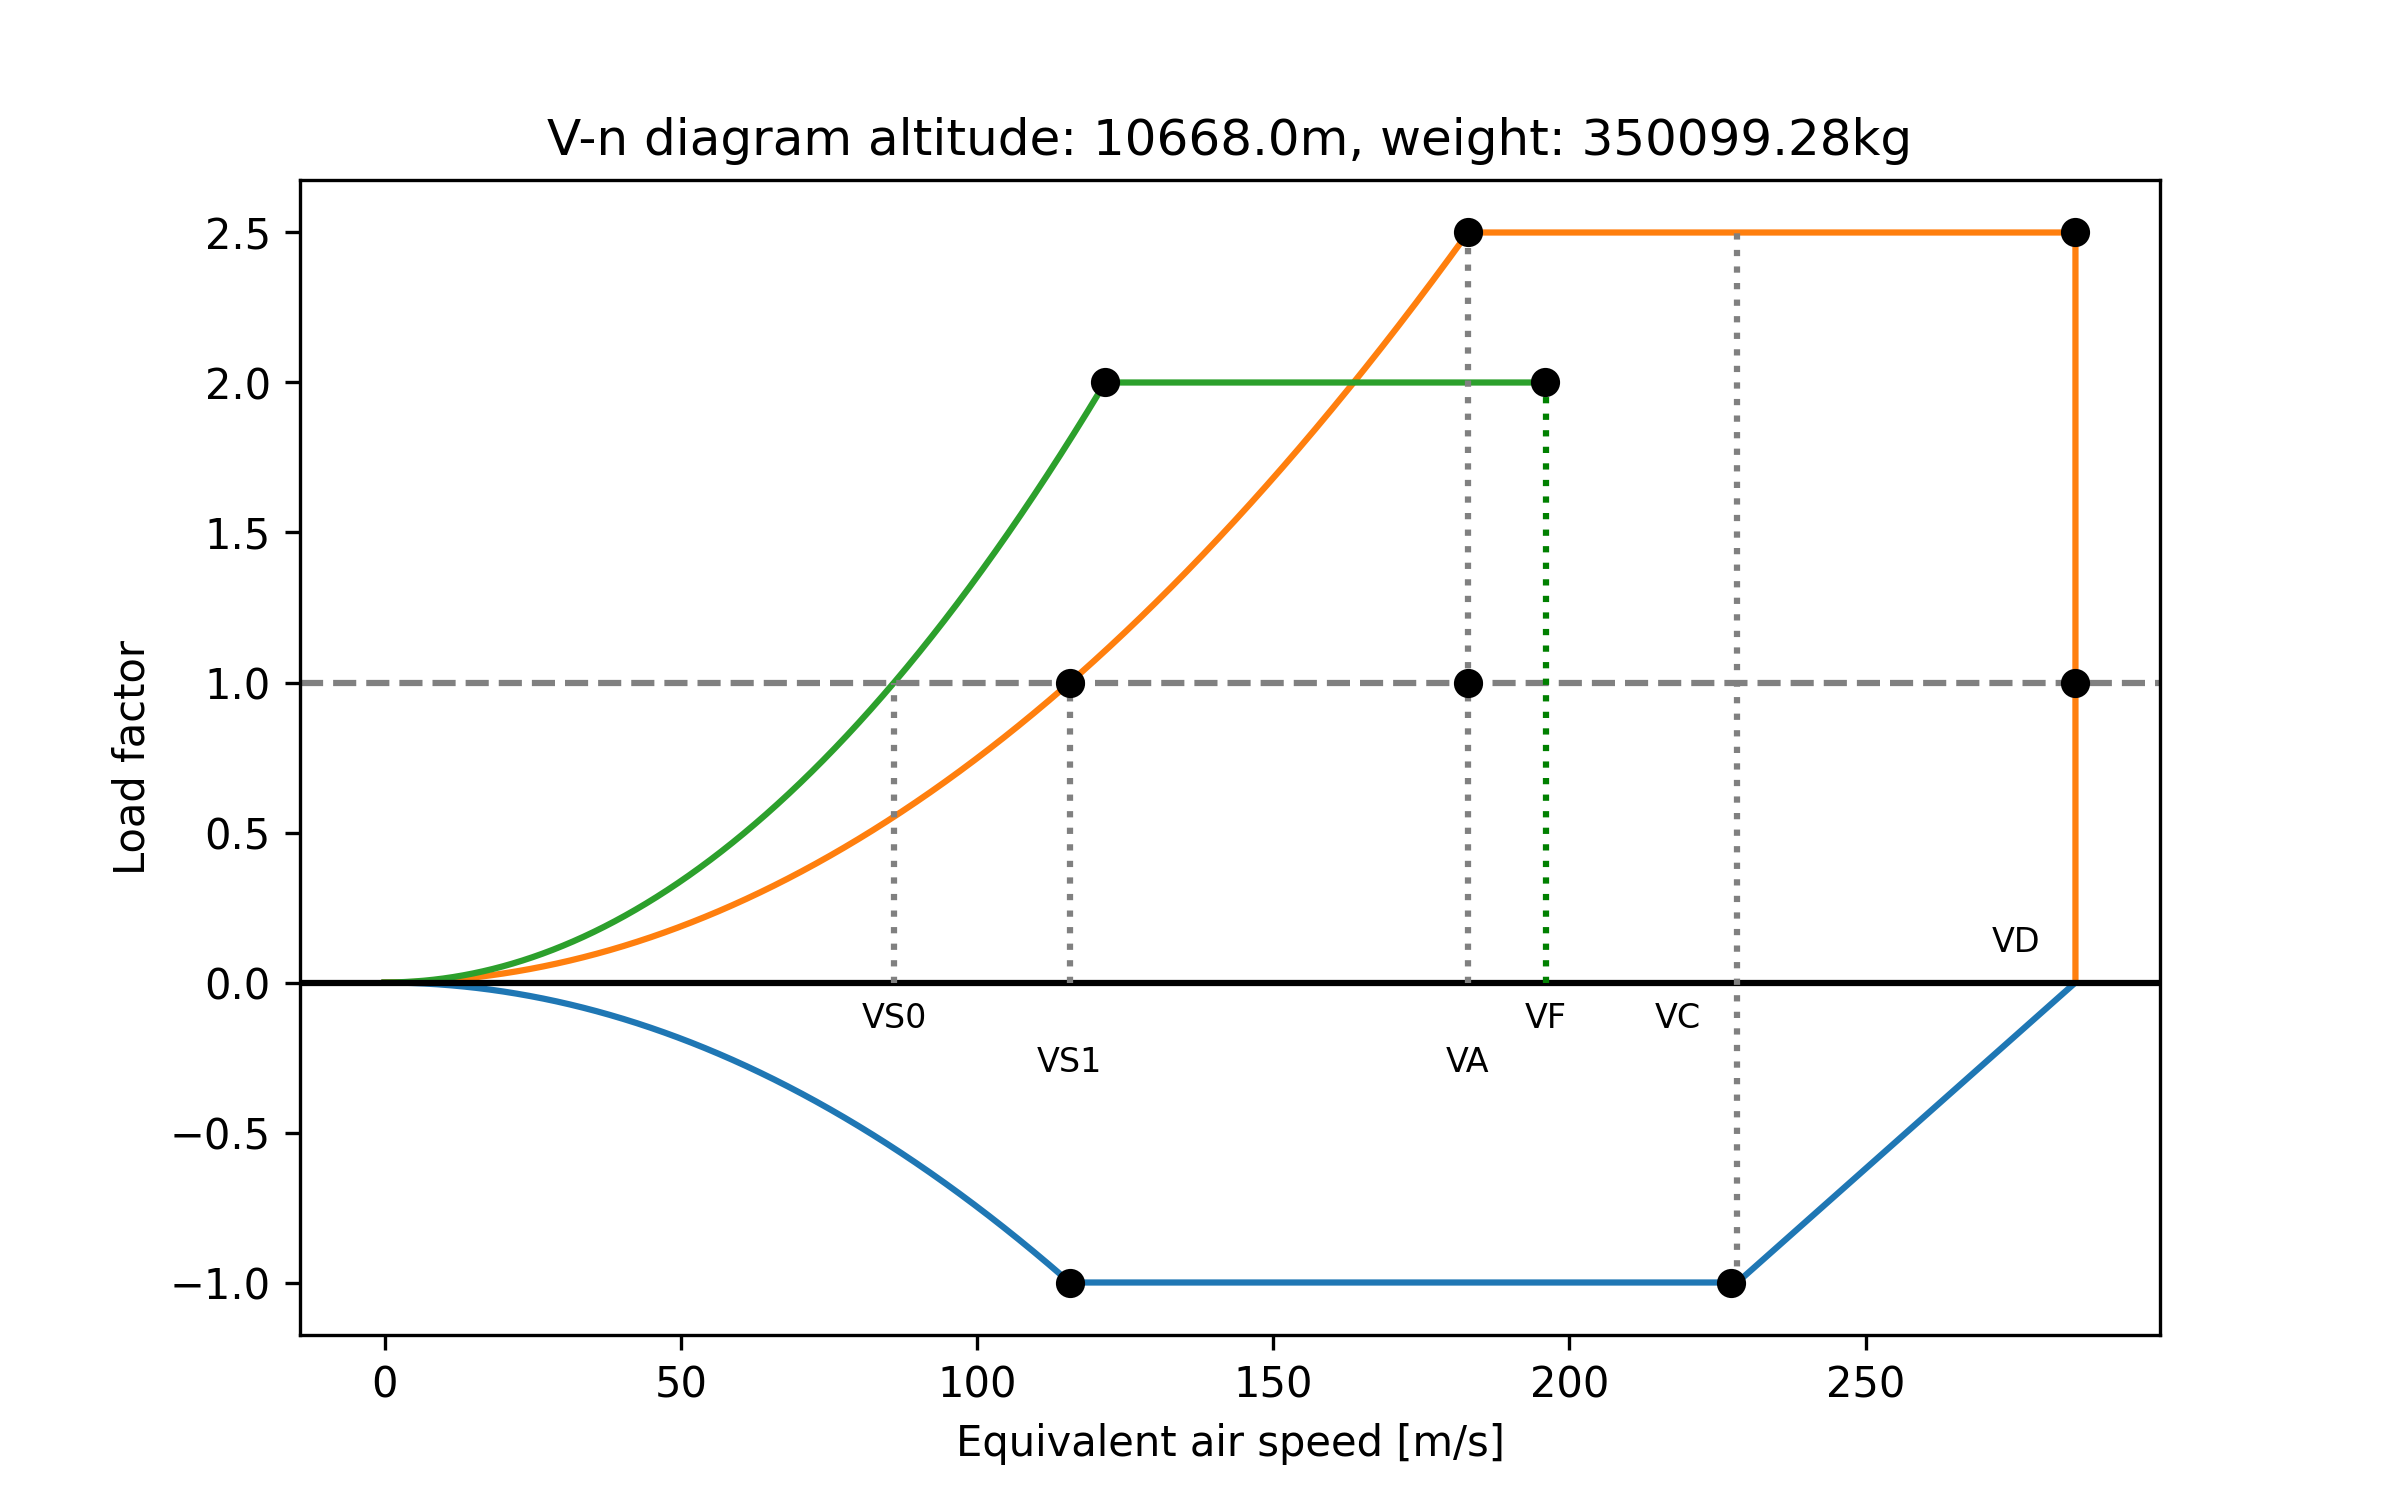 V-n diagram altitude: 10668.0m, weight: 350099.28kg
2.5
2.0
1.5
1.0
0.5
0.0
−0.5
−1.0
Load factor
VD
VS0
VF
VC
VS1
VA
0
50
100
150
200
250
Equivalent air speed [m/s]